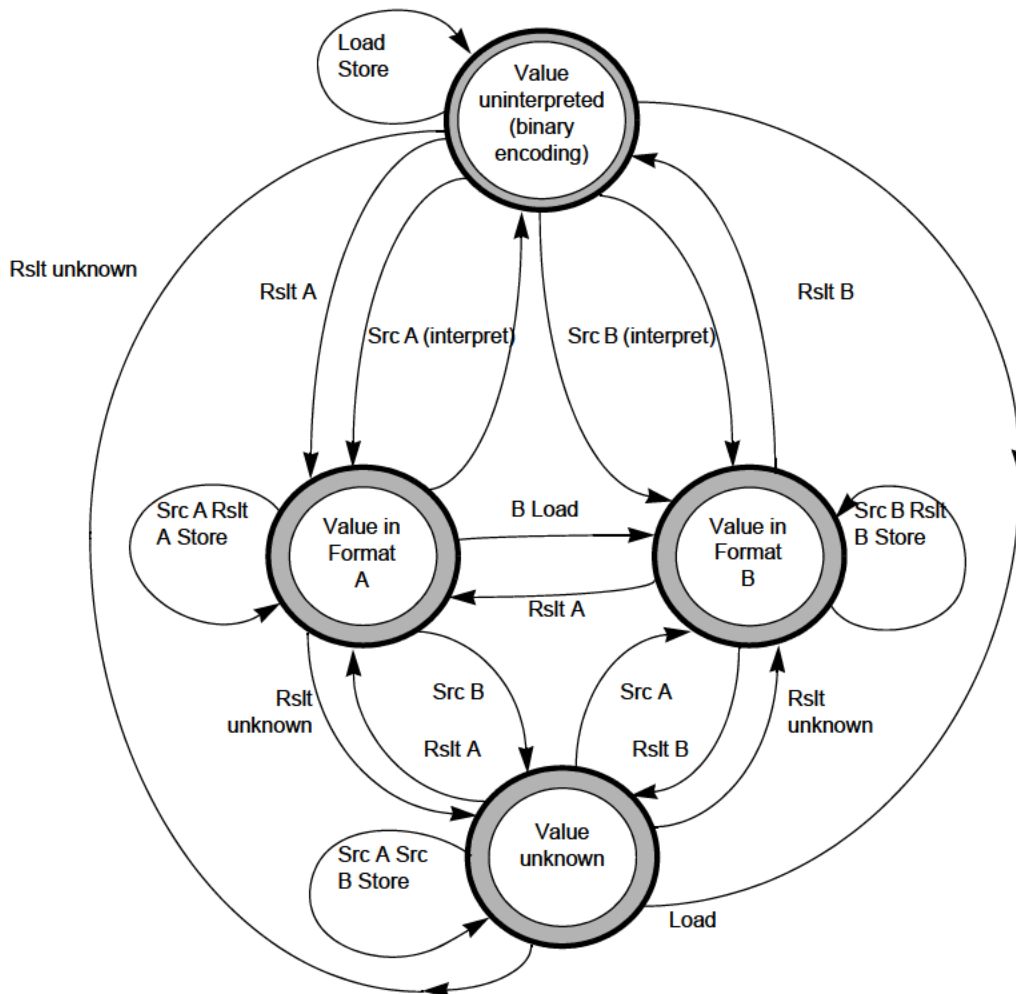 Load
Store
Value
uninterpreted
(binary
encoding)
Rslt unknown
Rslt A
Rslt B
Src A (interpret)
Src B (interpret)
Src A Rslt
A Store
Value in
Format
A
B Load
Value in
Format
B
Src B Rslt
B Store
Rslt A
Rslt
unknown
Src B
Src A
Rslt
unknown
Rslt A
Rslt B
Value
unknown
Src A Src
B Store
Load